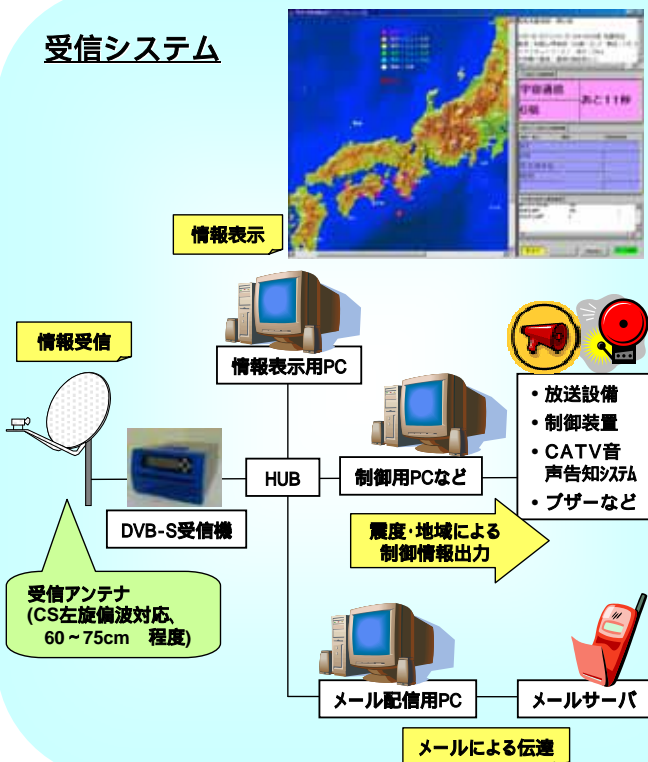 受信システム
宇宙通信
あと11秒
情報表示
情報受信
情報表示用PC
・放送設備
・制御装置
・CATV音
声告知システム
・ブザーなど
HUB
制御用PCなど
DVB-S受信機
震度・地域による
制御情報出力
受信アンテナ
(CS左旋偏波対応、
60~75cm 程度)
メール配信用PC
メールサーバ
メールによる伝達